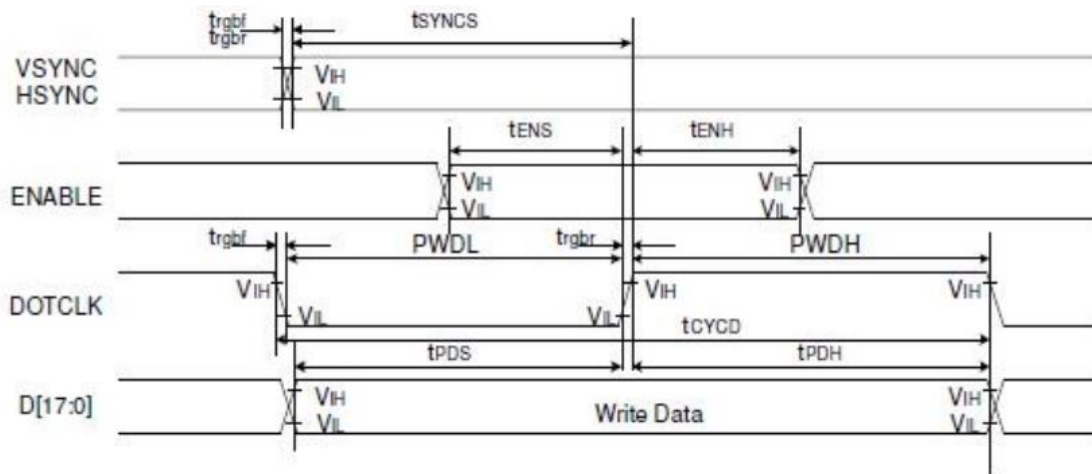 trgbf
trgbr
tSYNCS
VSYNC
HSYNC
VIH
VIL
tENS
tENH
ENABLE
VIH
VIL
VIH
VIL
trgbf
PWDL
trgbr
PWDH
DOTCLK
VIH
VIL
VIL
VIH
VIH
tCYCD
tPDS
tPDH
D[17:0]
VIH
VIL
Write Data
VIH
VIL